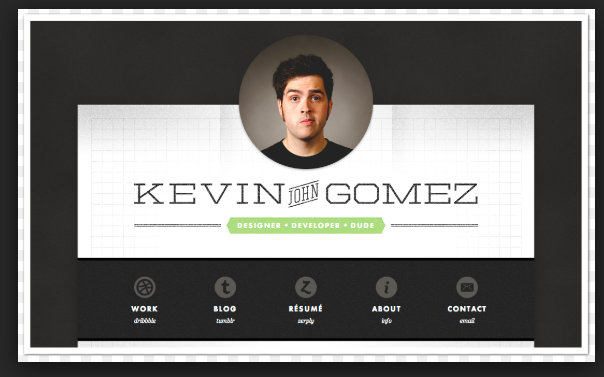 KEVIN JOHN GOMEZ
DESIGNER • DEVELOPER • DUDE
WORK BLOG RÉSUMÉ ABOUT CONTACT
dribbble tumblr zerply info email